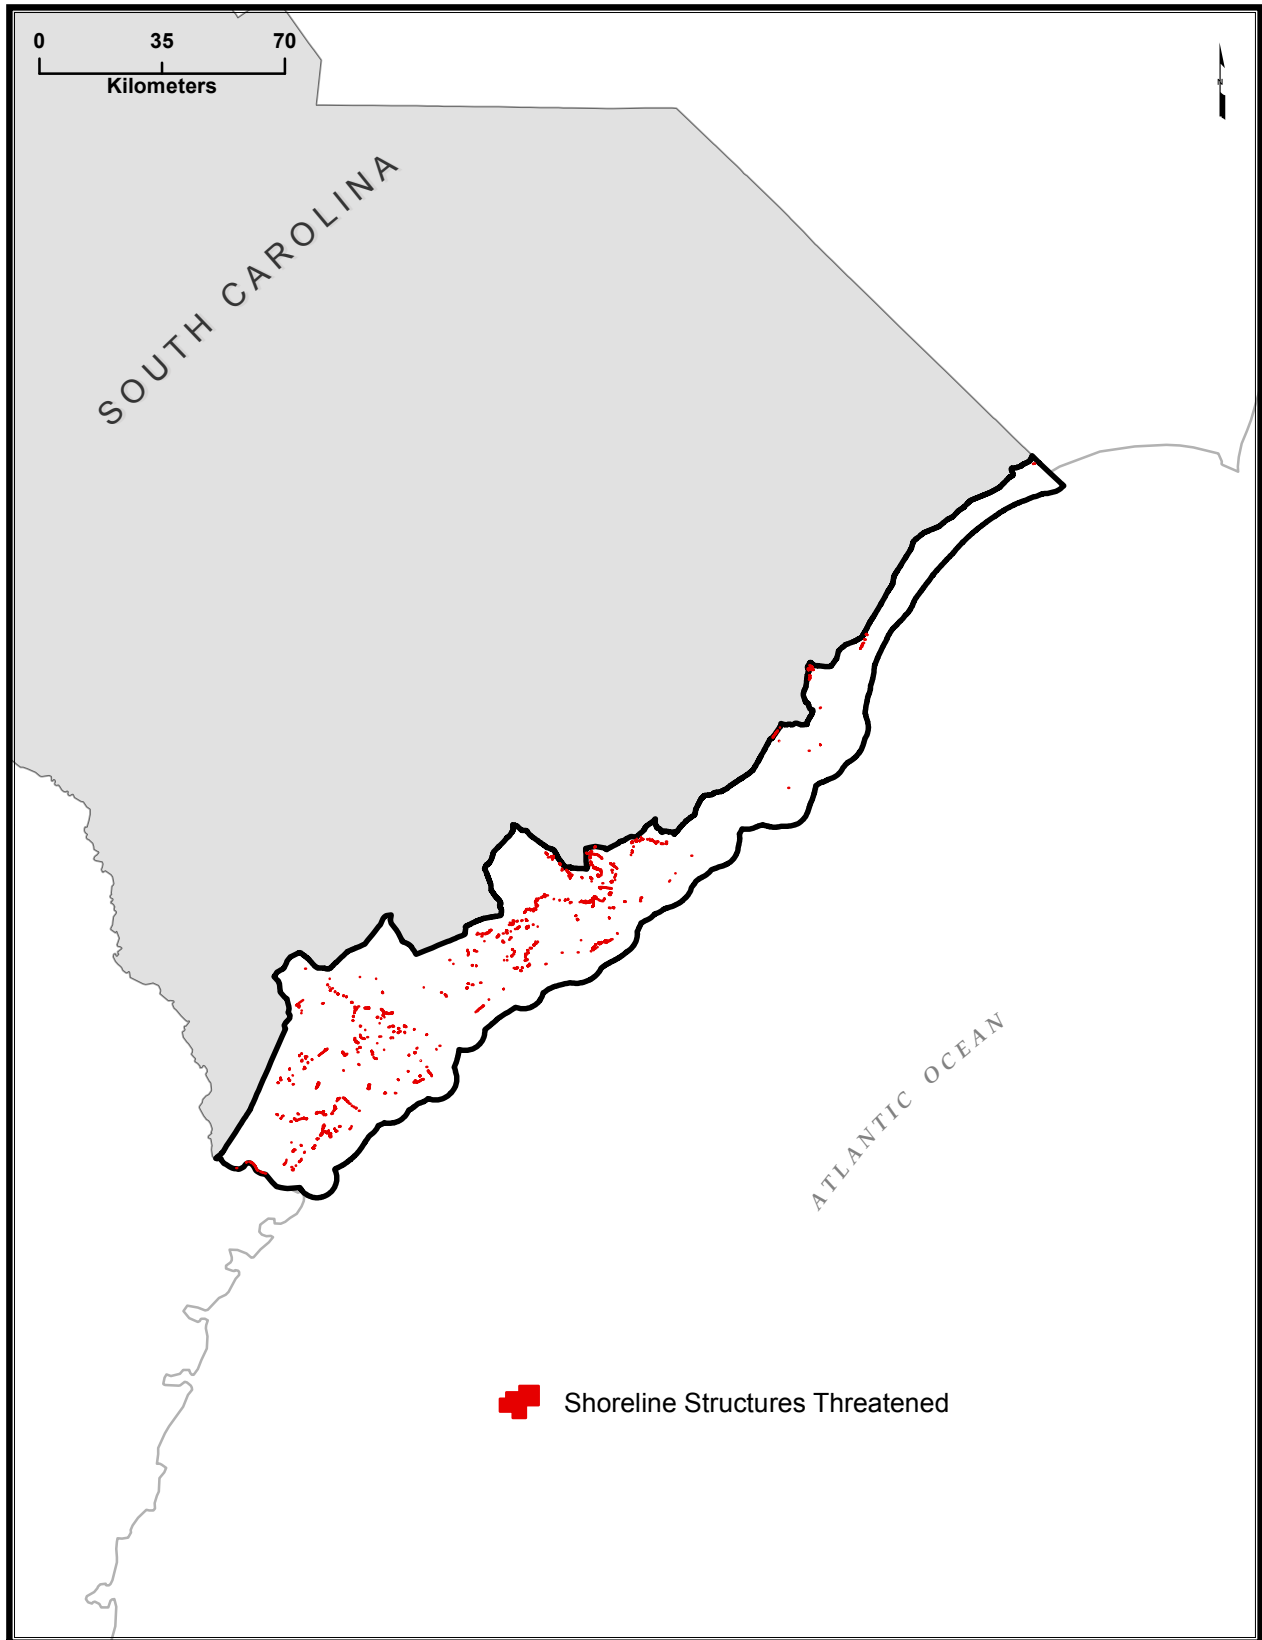 0 35 70
Kilometers
N
SOUTH CAROLINA
ATLANTIC OCEAN
Shoreline Structures Threatened